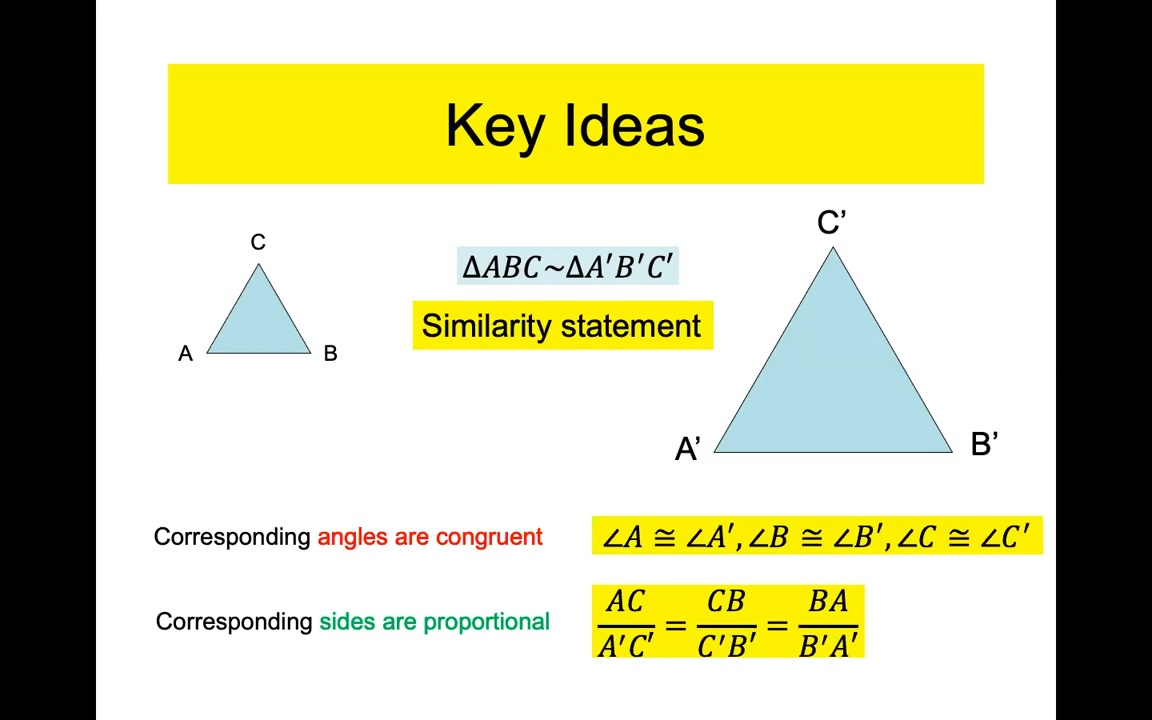 Key Ideas
C
C’
ΔABC~ΔA′B′C′
Similarity statement
A
B
A’
B’
Corresponding angles are congruent
∠A ≅ ∠A′, ∠B ≅ ∠B′, ∠C ≅ ∠C′
Corresponding sides are proportional
AC/A′C′ = CB/C′B′ = BA/B′A′